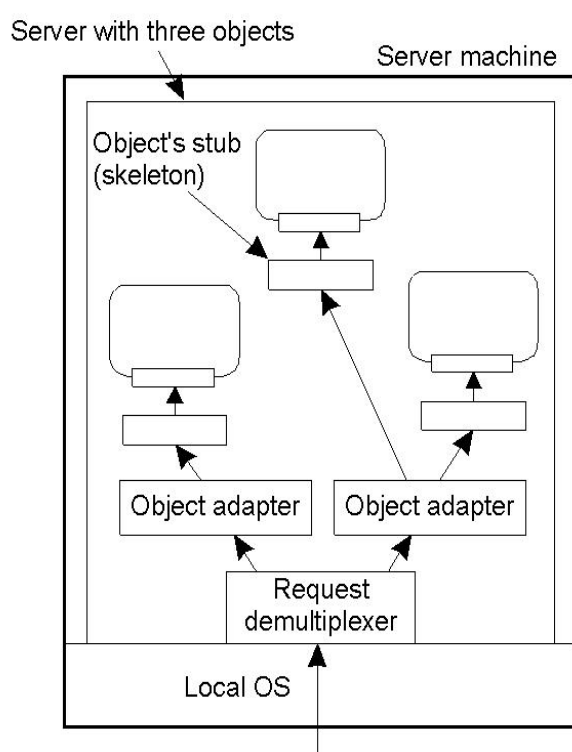 Server with three objects
Server machine
Object's stub
(skeleton)
Object adapter
Object adapter
Request
demultiplexer
Local OS